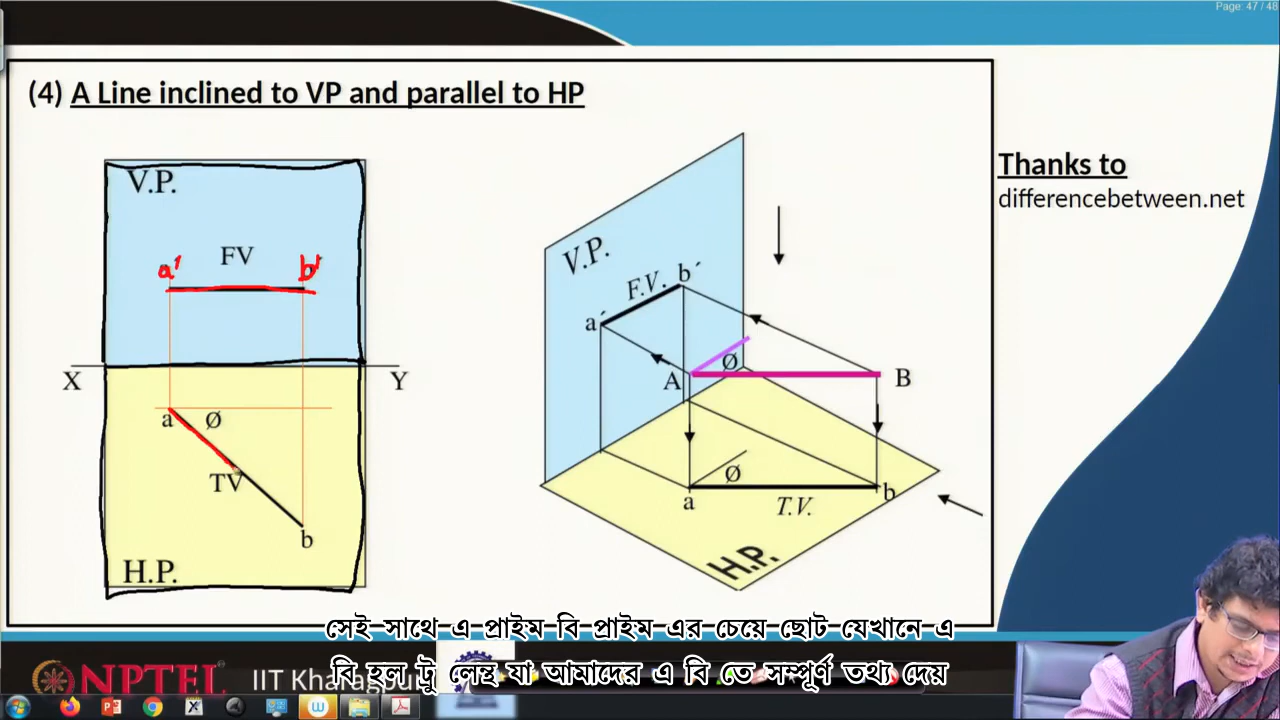 Page: 47 / 48
(4) A Line inclined to VP and parallel to HP
Thanks to
differencebetween.net
V.P.
FV
a' b'
X Y
a Ø
TV
b
H.P.
V.P.
F.V. b´
a´
Ø
A B
Ø
a T.V. b
H.P.
সেই সাথে এ প্রাইম বি প্রাইম এর চেয়ে ছোট যেখানে এ
বি হল ট্রু লেন্থ যা আমাদের এ বি তে সম্পূর্ণ তথ্য দেয়
NPTEL IIT Kharagpur